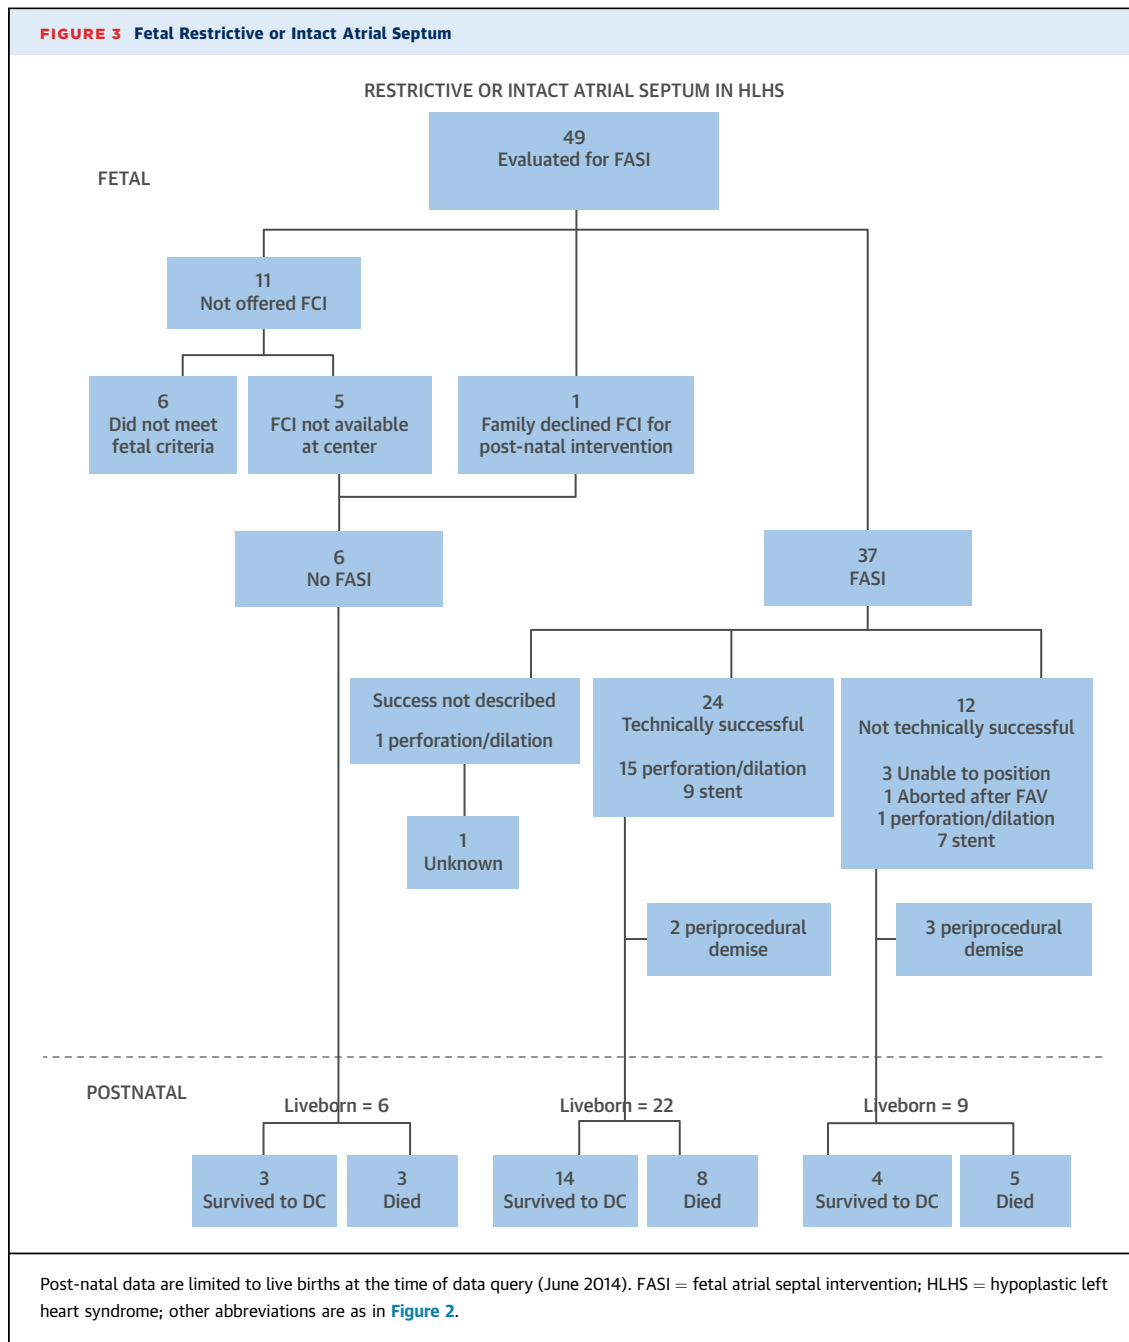 FIGURE 3 Fetal Restrictive or Intact Atrial Septum
RESTRICTIVE OR INTACT ATRIAL SEPTUM IN HLHS
49
Evaluated for FASI
FETAL
11
Not offered FCI
6
Did not meet
fetal criteria
5
FCI not available
at center
1
Family declined FCI for
post-natal intervention
6
No FASI
37
FASI
Success not described
1 perforation/dilation
24
Technically successful
15 perforation/dilation
9 stent
12
Not technically successful
3 Unable to position
1 Aborted after FAV
1 perforation/dilation
7 stent
1
Unknown
2 periprocedural
demise
3 periprocedural
demise
POSTNATAL
Liveborn = 6
Liveborn = 22
Liveborn = 9
3
Survived to DC
3
Died
14
Survived to DC
8
Died
4
Survived to DC
5
Died
Post-natal data are limited to live births at the time of data query (June 2014). FASI = fetal atrial septal intervention; HLHS = hypoplastic left
heart syndrome; other abbreviations are as in Figure 2.